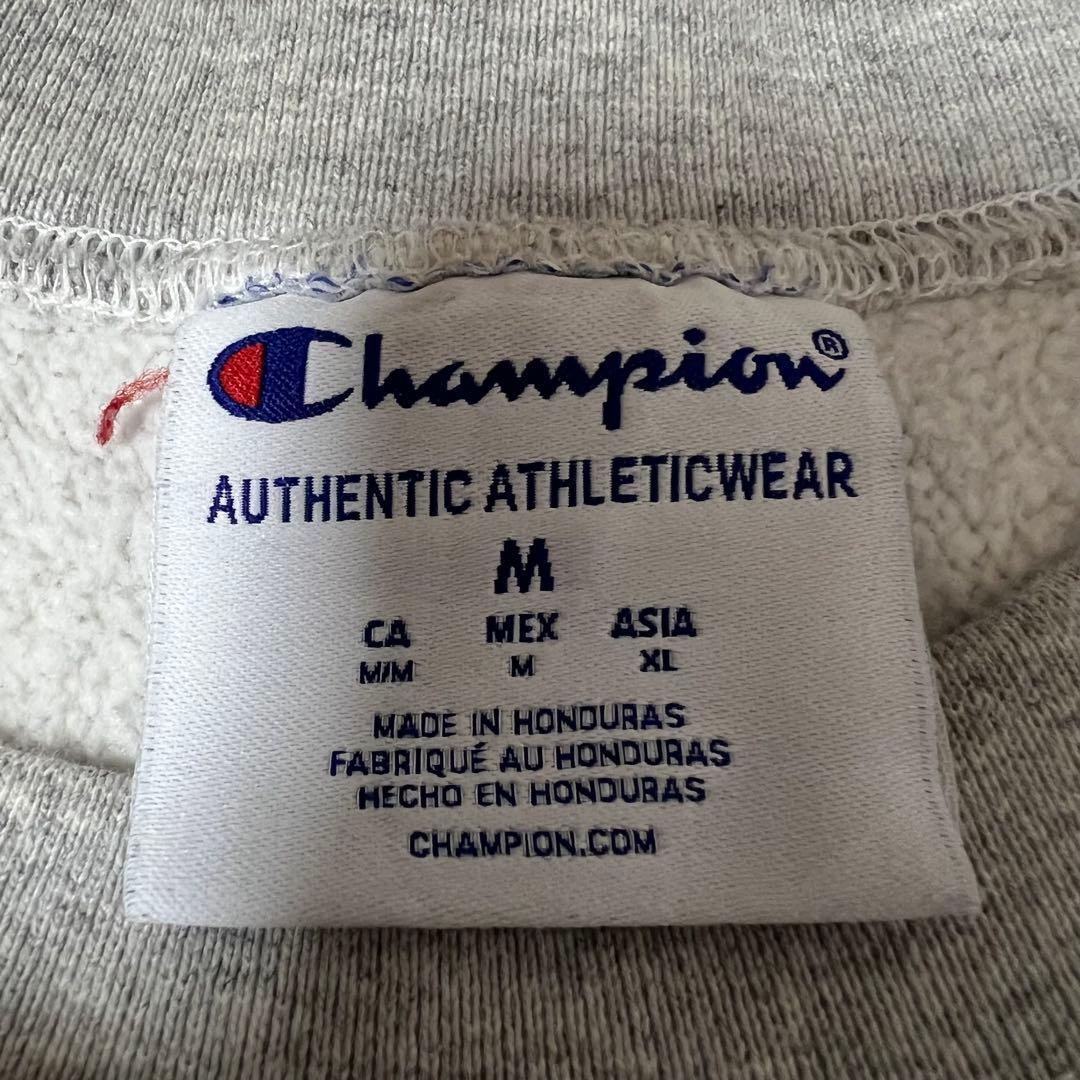 Champion®
AUTHENTIC ATHLETICWEAR
M
CA MEX ASIA
M/M M XL
MADE IN HONDURAS
FABRIQUÉ AU HONDURAS
HECHO EN HONDURAS
CHAMPION.COM